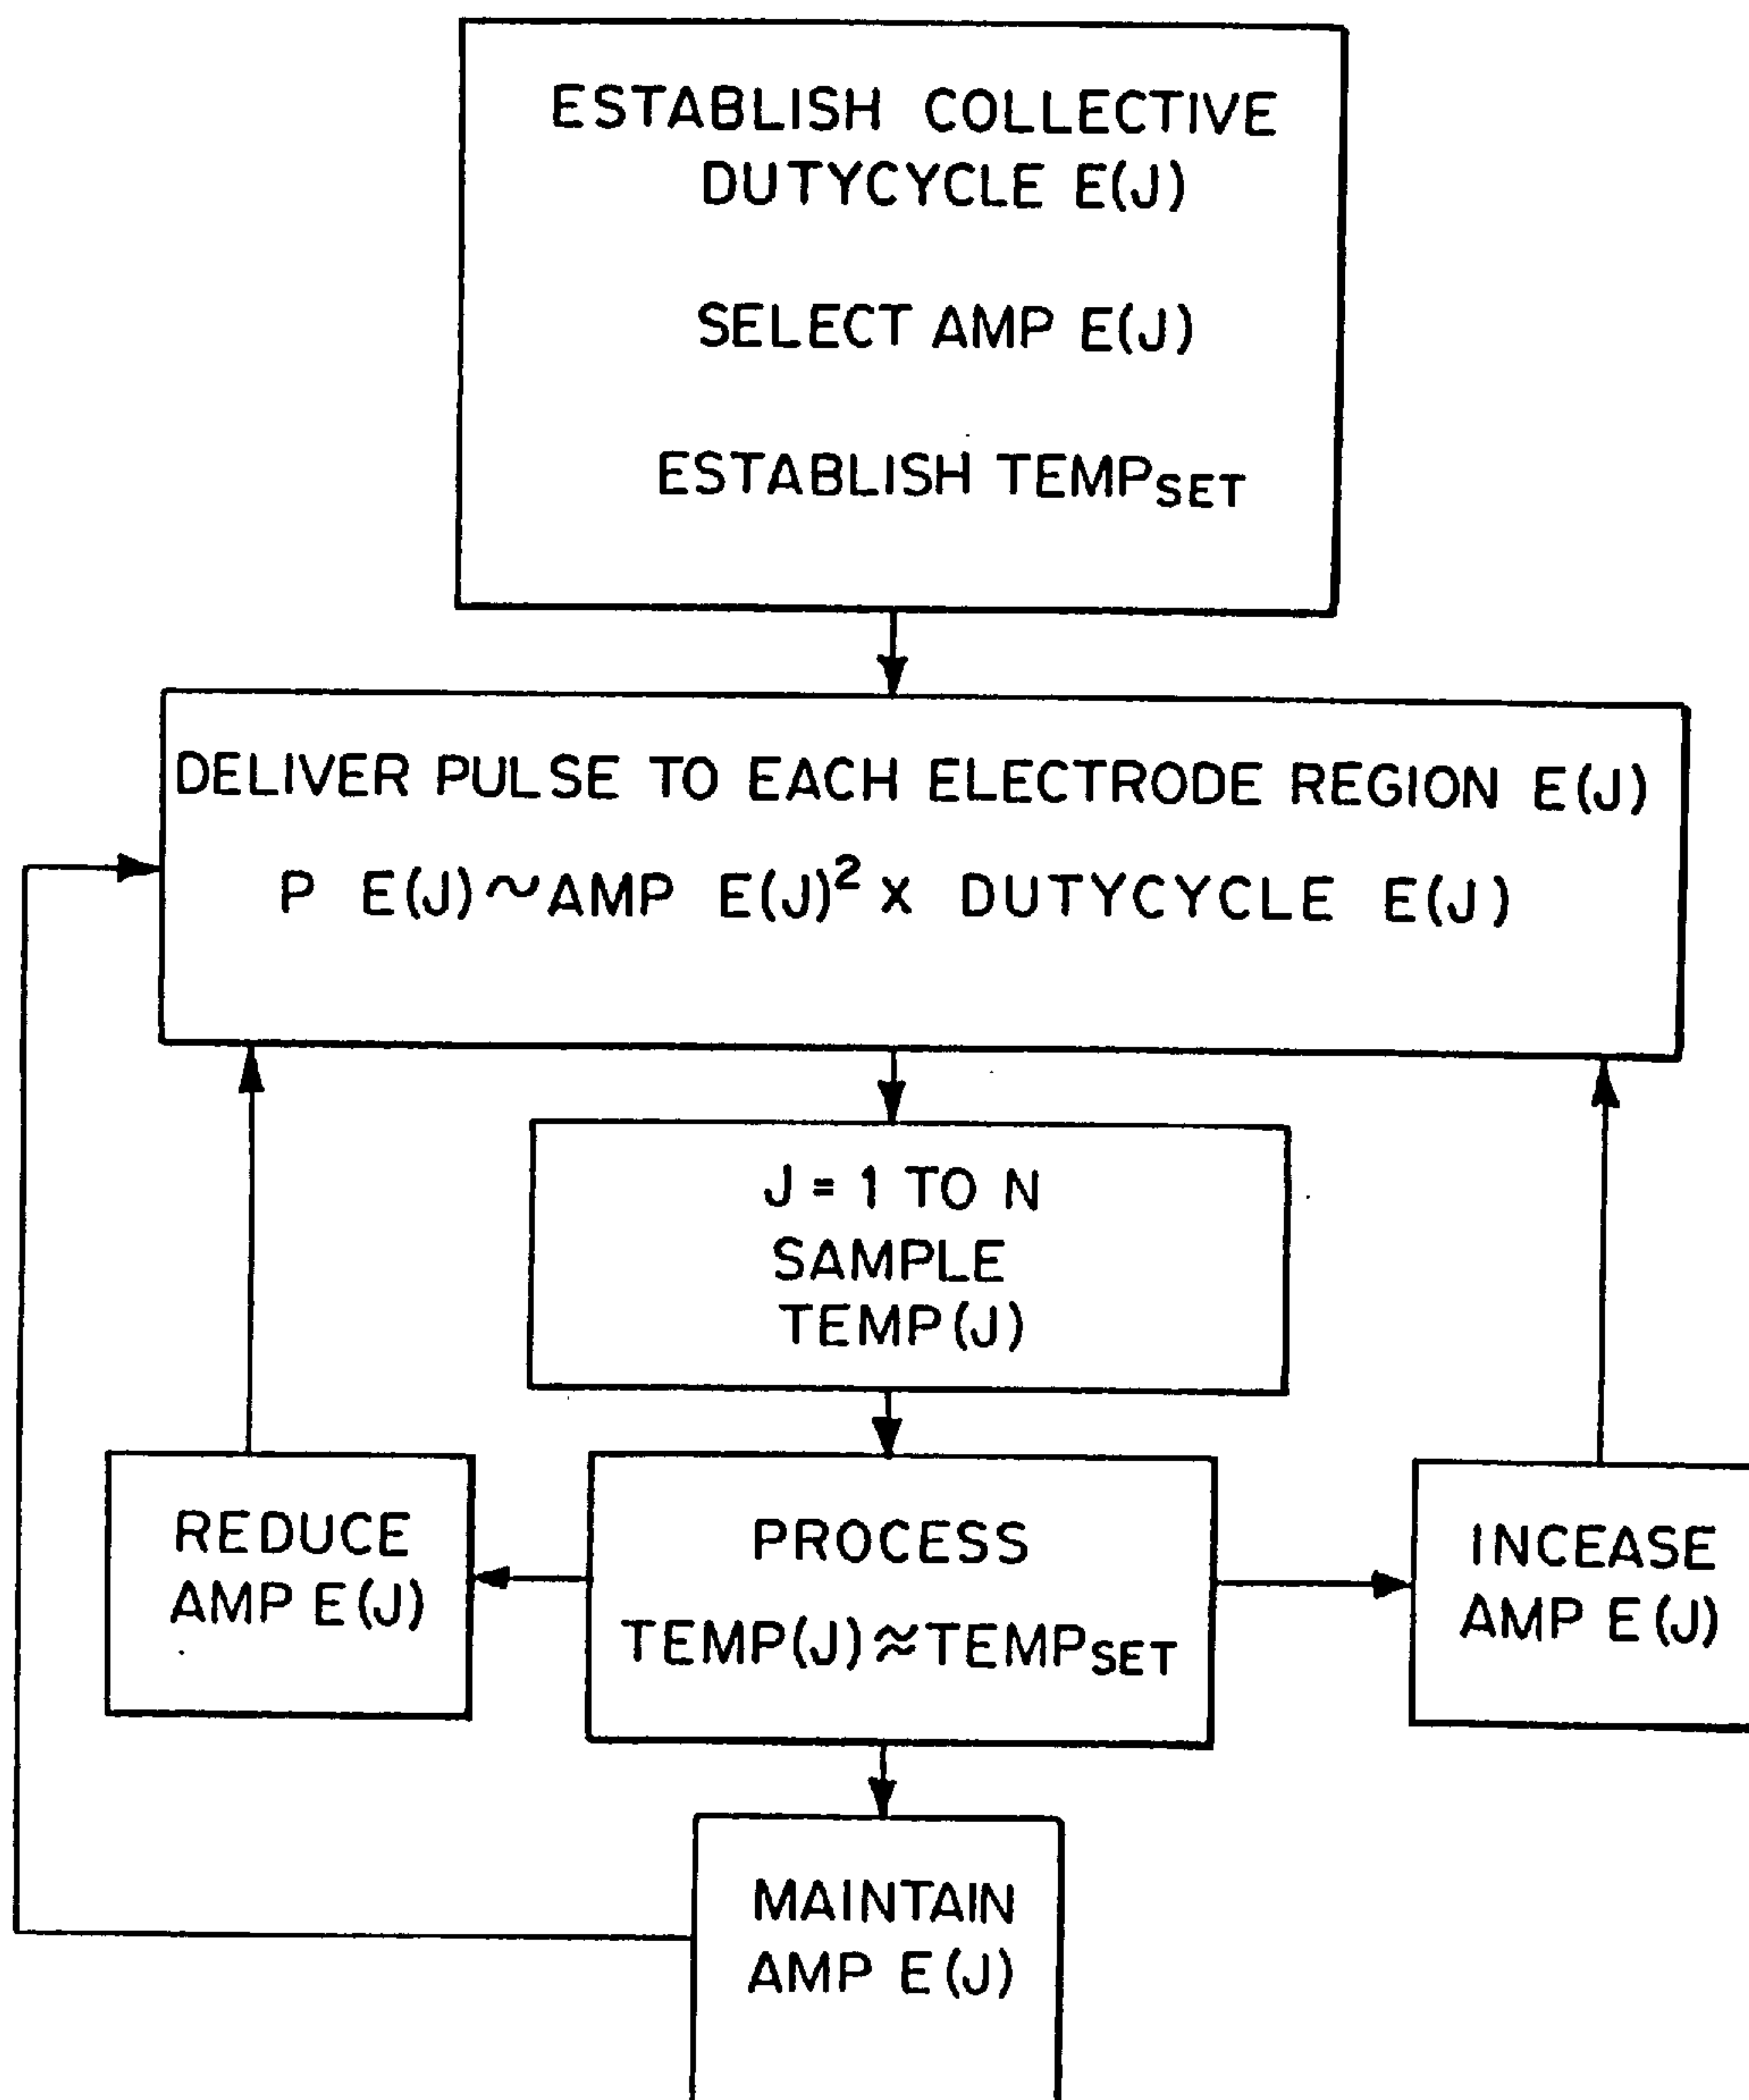 ESTABLISH COLLECTIVE
DUTYCYCLE E(J)
SELECT AMP E(J)
ESTABLISH TEMPSET
DELIVER PULSE TO EACH ELECTRODE REGION E(J)
P E(J) ~ AMP E(J)² x DUTYCYCLE E(J)
J = 1 TO N
SAMPLE
TEMP(J)
REDUCE
AMP E(J)
PROCESS
TEMP(J) ≈ TEMPSET
INCEASE
AMP E(J)
MAINTAIN
AMP E(J)